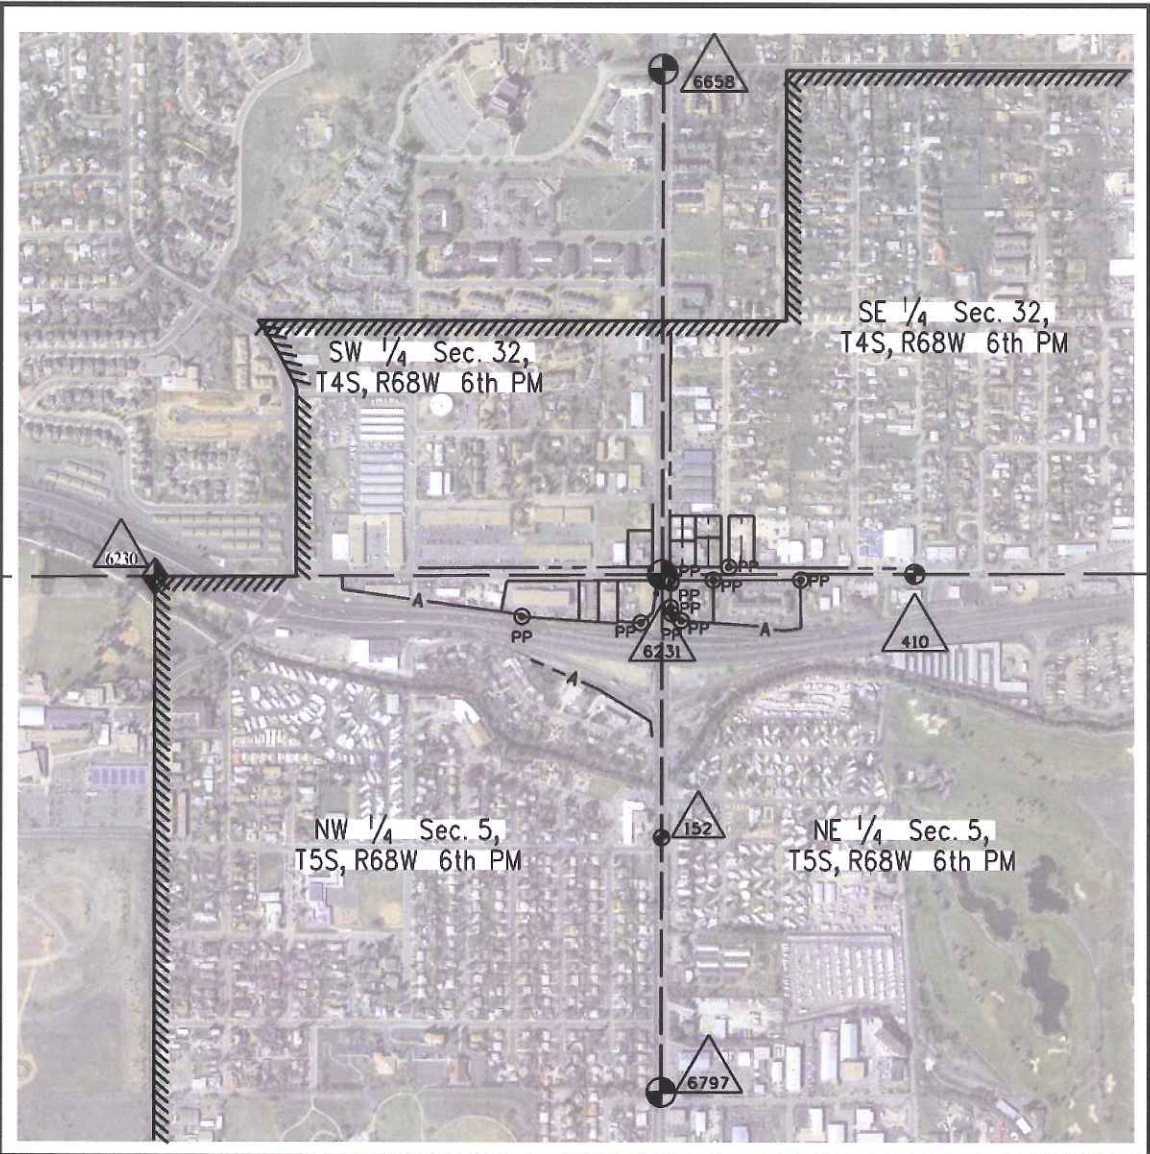 6658
SE 1/4 Sec. 32,
T4S, R68W 6th PM
SW 1/4 Sec. 32,
T4S, R68W 6th PM
6230
PP
PP
PP
PP
A
PP
PP
PP
PP
PP
PP
A
6231
410
A
152
NW 1/4 Sec. 5,
T5S, R68W 6th PM
NE 1/4 Sec. 5,
T5S, R68W 6th PM
6797